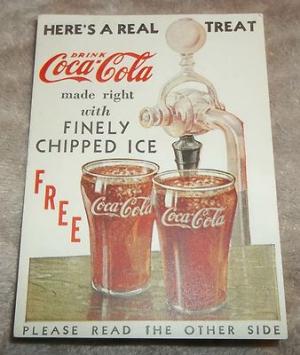 HERE'S A REAL TREAT
DRINK
Coca-Cola
made right
with
FINELY
CHIPPED ICE
FREE
Coca-Cola
Coca-Cola
PLEASE READ THE OTHER SIDE